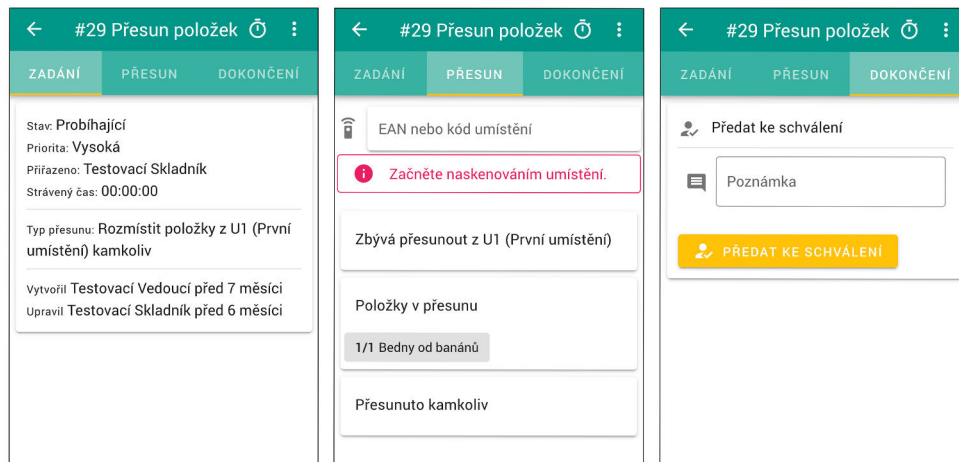 #29 Přesun položek
ZADÁNÍ PŘESUN DOKONČENÍ
Stav: Probíhající
Priorita: Vysoká
Přiřazeno: Testovací Skladník
Strávený čas: 00:00:00
Typ přesunu: Rozmístit položky z U1 (První
umístění) kamkoliv
Vytvořil Testovací Vedoucí před 7 měsíci
Upravil Testovací Skladník před 6 měsíci
#29 Přesun položek
ZADÁNÍ PŘESUN DOKONČENÍ
EAN nebo kód umístění
Začněte naskenováním umístění.
Zbývá přesunout z U1 (První umístění)
Položky v přesunu
1/1 Bedny od banánů
Přesunuto kamkoliv
#29 Přesun položek
ZADÁNÍ PŘESUN DOKONČENÍ
Předat ke schválení
Poznámka
PŘEDAT KE SCHVÁLENÍ